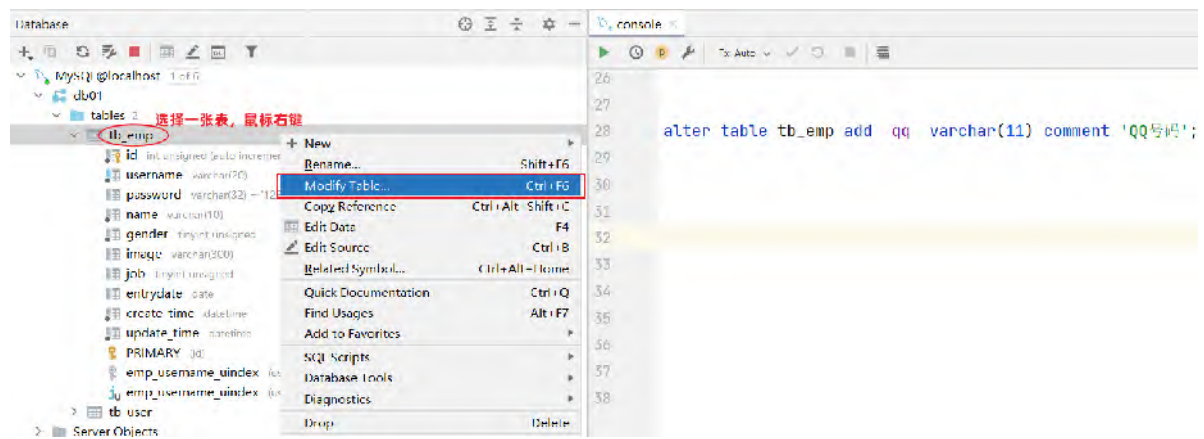 Database
console
Tx: Auto
MySQL@localhost 1 of 6
db01
tables 2
选择一张表，鼠标右键
tb_emp
id int unsigned (auto increment
username varchar(20)
password varchar(32) = '12
name varchar(10)
gender tinyint unsigned
image varchar(300)
job tinyint unsigned
entrydate date
create_time datetime
update_time datetime
PRIMARY (id)
emp_username_uindex (us
emp_username_uindex (us
tb_user
Server Objects
New
Rename... Shift+F6
Modify Table... Ctrl+F6
Copy Reference Ctrl+Alt+Shift+C
Edit Data F4
Edit Source Ctrl+B
Related Symbol... Ctrl+Alt+Home
Quick Documentation Ctrl+Q
Find Usages Alt+F7
Add to Favorites
SQL Scripts
Database Tools
Diagnostics
Drop Delete
26
27
28 alter table tb_emp add qq varchar(11) comment 'QQ号码';
29
30
31
32
33
34
35
36
37
38